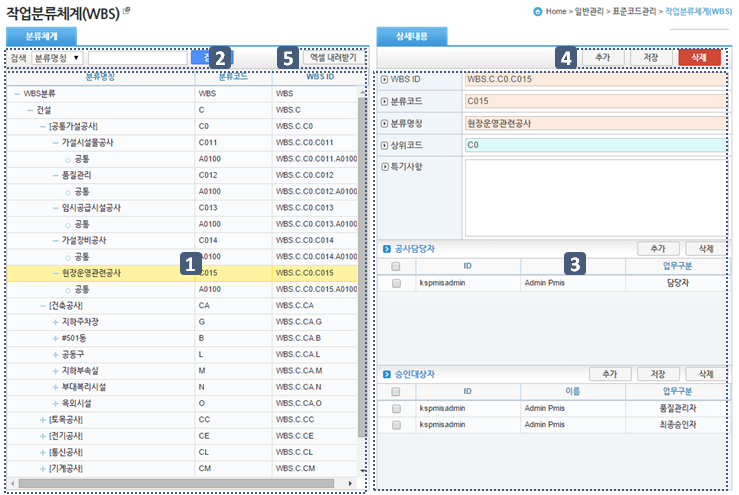 작업분류체계(WBS)
Home > 일반관리 > 표준코드관리 > 작업분류체계(WBS)
분류체계
검색 분류명칭 ▼ 2 5 엑셀 내려받기
분류명칭 분류코드 WBS ID
WBS분류 WBS WBS
건설 C WBS.C
[공통가설공사] C0 WBS.C.C0
가설시설물공사 C011 WBS.C.C0.C011
공통 A0100 WBS.C.C0.C011.A0100
품질관리 C012 WBS.C.C0.C012
공통 A0100 WBS.C.C0.C012.A0100
임시공급시설공사 C013 WBS.C.C0.C013
공통 A0100 WBS.C.C0.C013.A0100
가설장비공사 C014 WBS.C.C0.C014
공통 A0100 WBS.C.C0.C014.A0100
현장운영관련공사 1 C015 WBS.C.C0.C015
공통 A0100 WBS.C.C0.C015.A0100
[건축공사] CA WBS.C.CA
지하주차장 G WBS.C.CA.G
#501동 B WBS.C.CA.B
공동구 L WBS.C.CA.L
지하부속실 M WBS.C.CA.M
부대복리시설 N WBS.C.CA.N
옥외시설 O WBS.C.CA.O
[토목공사] CC WBS.C.CC
[전기공사] CE WBS.C.CE
[통신공사] CL WBS.C.CL
[기계공사] CM WBS.C.CM
상세내용
4 추가 저장 삭제
WBS ID WBS.C.C0.C015
분류코드 C015
분류명칭 현장운영관련공사
상위코드 C0
특기사항
공사담당자 추가 삭제
ID 3 업무구분
kspmisadmin Admin Pmis 담당자
승인대상자 추가 저장 삭제
ID 이름 업무구분
kspmisadmin Admin Pmis 품질관리자
kspmisadmin Admin Pmis 최종승인자